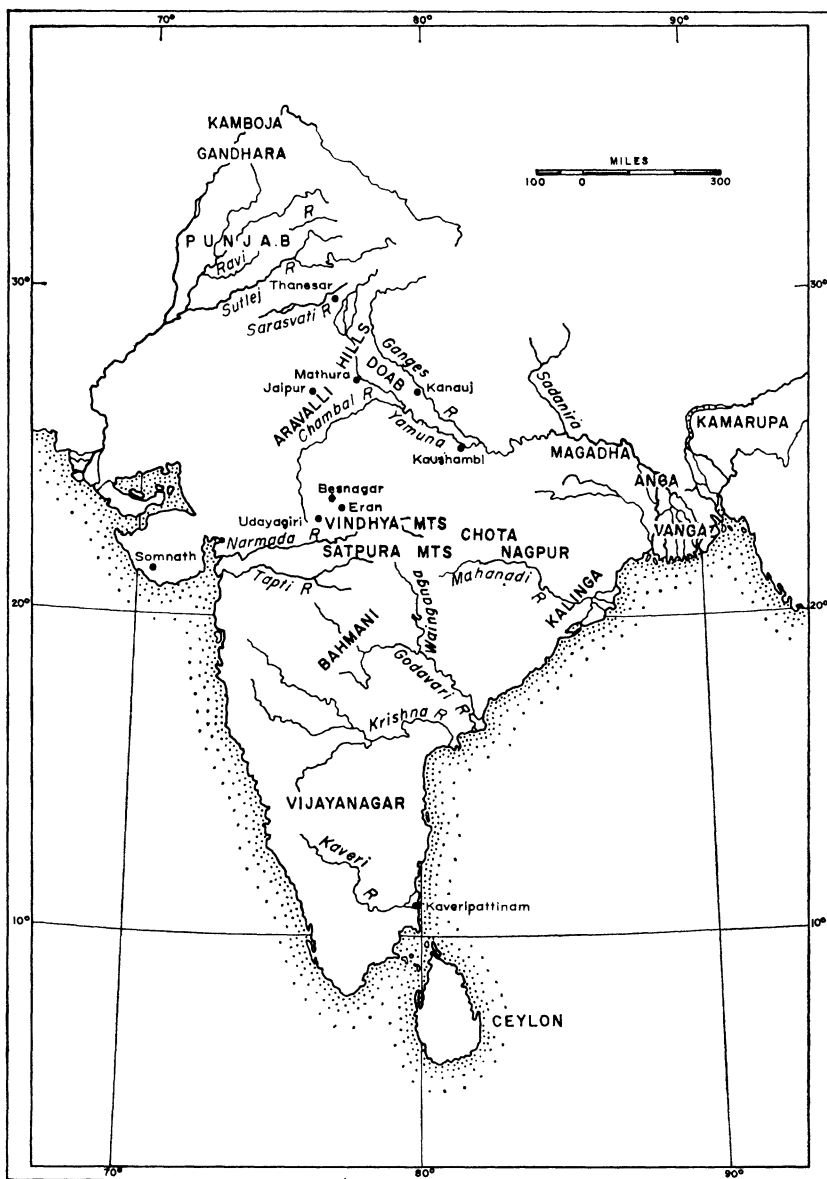 70°
80°
90°
KAMBOJA
GANDHARA
MILES
100 0 300
R
PUNJAB
Ravi
R
30°
30°
Thanesar
Sutlej
Sarasvati R
HILLS
DOAB
Ganges
R
Mathura
Jaipur
Kanauj
ARAVALLI
Chambal R
Yamuna
Kaushambi
Sadanira
KAMARUPA
MAGADHA
ANGA
VANGA
Besnagar
Eran
Udayagiri
VINDHYA MTS
Narmada R
SATPURA MTS
CHOTA
NAGPUR
Somnath
Tapti R
Mahanadi R
KALINGA
20°
20°
Wainganga
BAHMANI
Godavari R
Krishna R
VIJAYANAGAR
Kaveri R
Kaveripattinam
10°
10°
CEYLON
70°
80°
90°